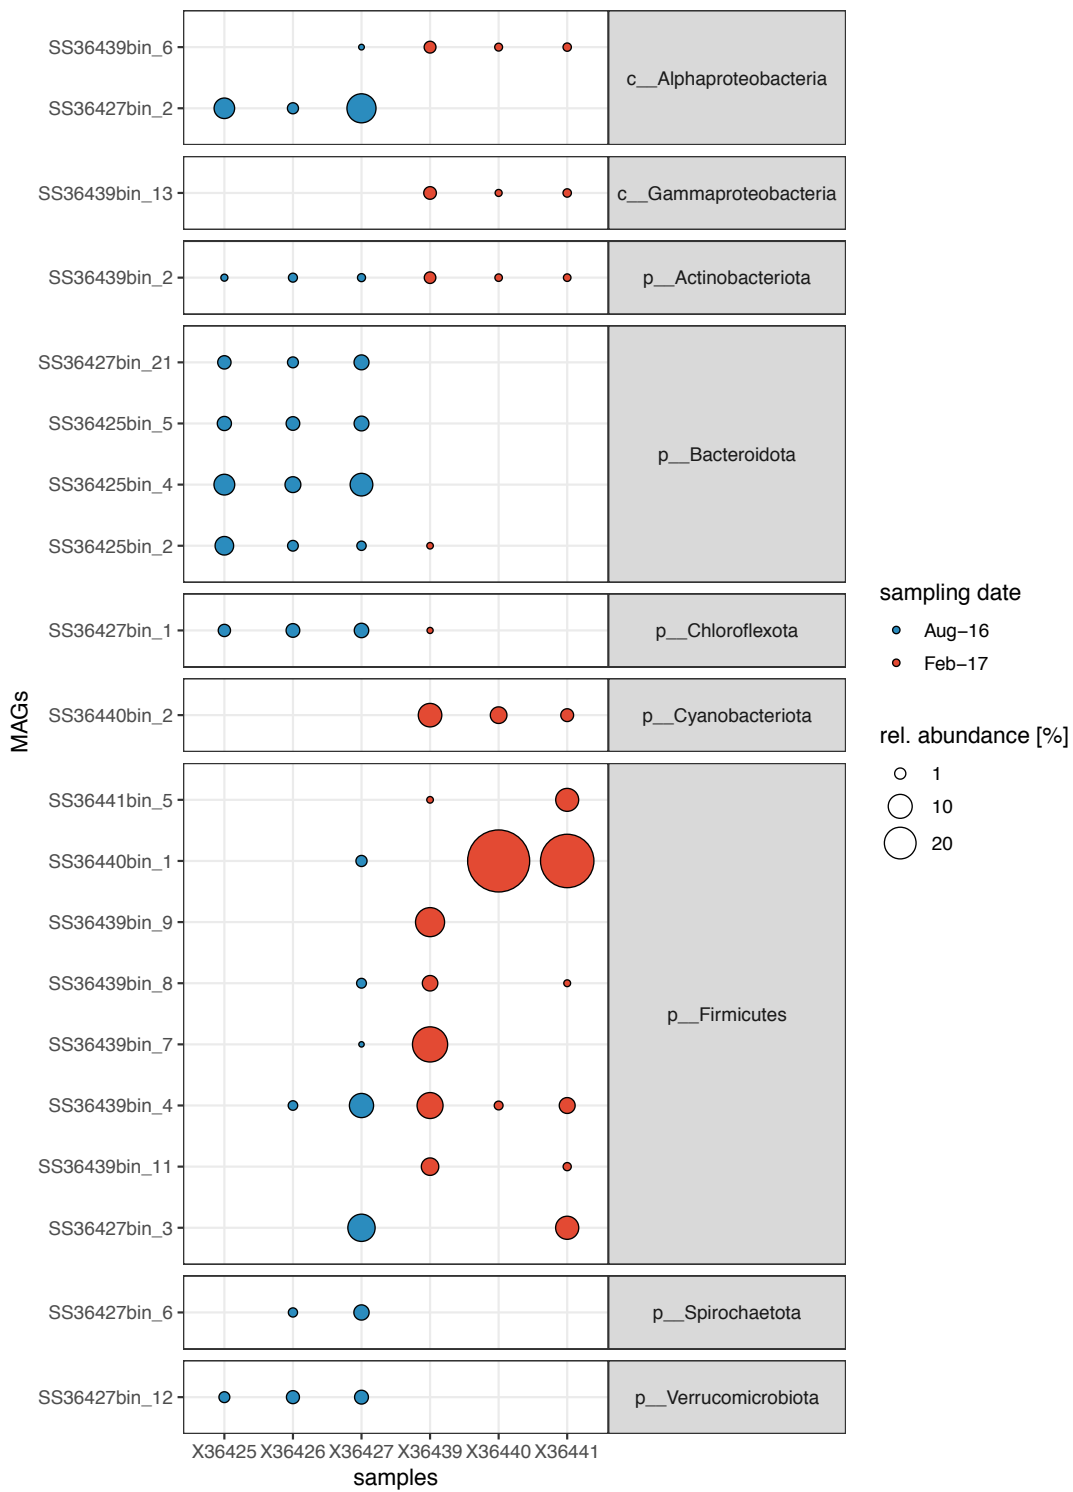 SS36439bin_6
SS36427bin_2
c__Alphaproteobacteria
SS36439bin_13
c__Gammaproteobacteria
SS36439bin_2
p__Actinobacteriota
SS36427bin_21
SS36425bin_5
SS36425bin_4
SS36425bin_2
p__Bacteroidota
SS36427bin_1
p__Chloroflexota
SS36440bin_2
p__Cyanobacteriota
SS36441bin_5
SS36440bin_1
SS36439bin_9
SS36439bin_8
SS36439bin_7
SS36439bin_4
SS36439bin_11
SS36427bin_3
p__Firmicutes
SS36427bin_6
p__Spirochaetota
SS36427bin_12
p__Verrucomicrobiota
MAGs
X36425 X36426 X36427 X36439 X36440 X36441
samples
sampling date
Aug−16
Feb−17
rel. abundance [%]
1
10
20